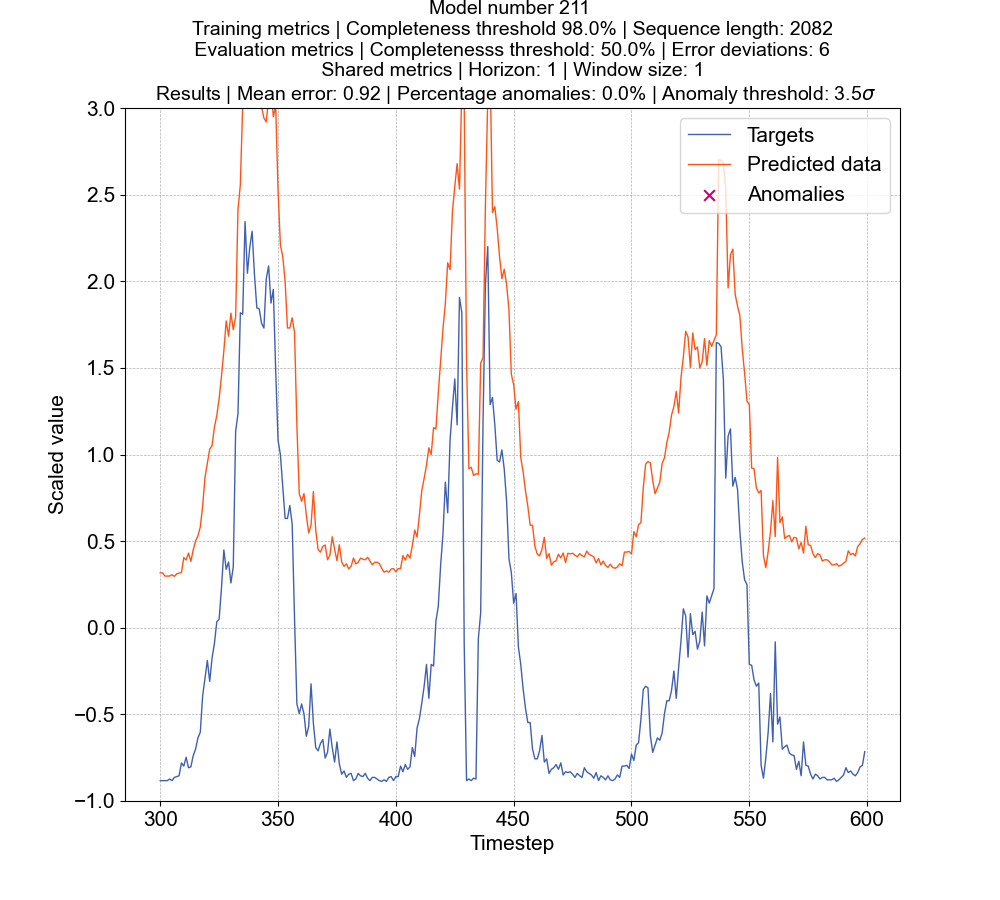 Model number 211
Training metrics | Completeness threshold 98.0% | Sequence length: 2082
Evaluation metrics | Completenesss threshold: 50.0% | Error deviations: 6
Shared metrics | Horizon: 1 | Window size: 1
Results | Mean error: 0.92 | Percentage anomalies: 0.0% | Anomaly threshold: 3.5σ
Targets
Predicted data
Anomalies
3.0
2.5
2.0
1.5
1.0
0.5
0.0
−0.5
−1.0
Scaled value
300 350 400 450 500 550 600
Timestep